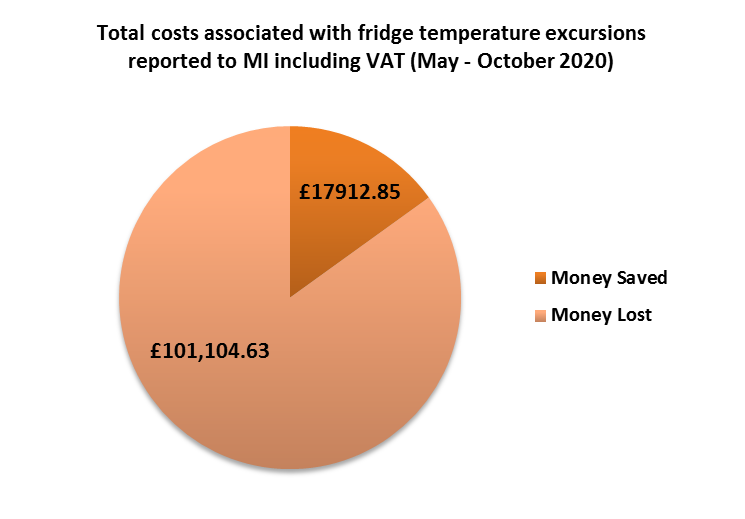 Total costs associated with fridge temperature excursions
reported to MI including VAT (May - October 2020)
£17912.85
Money Saved
Money Lost
£101,104.63